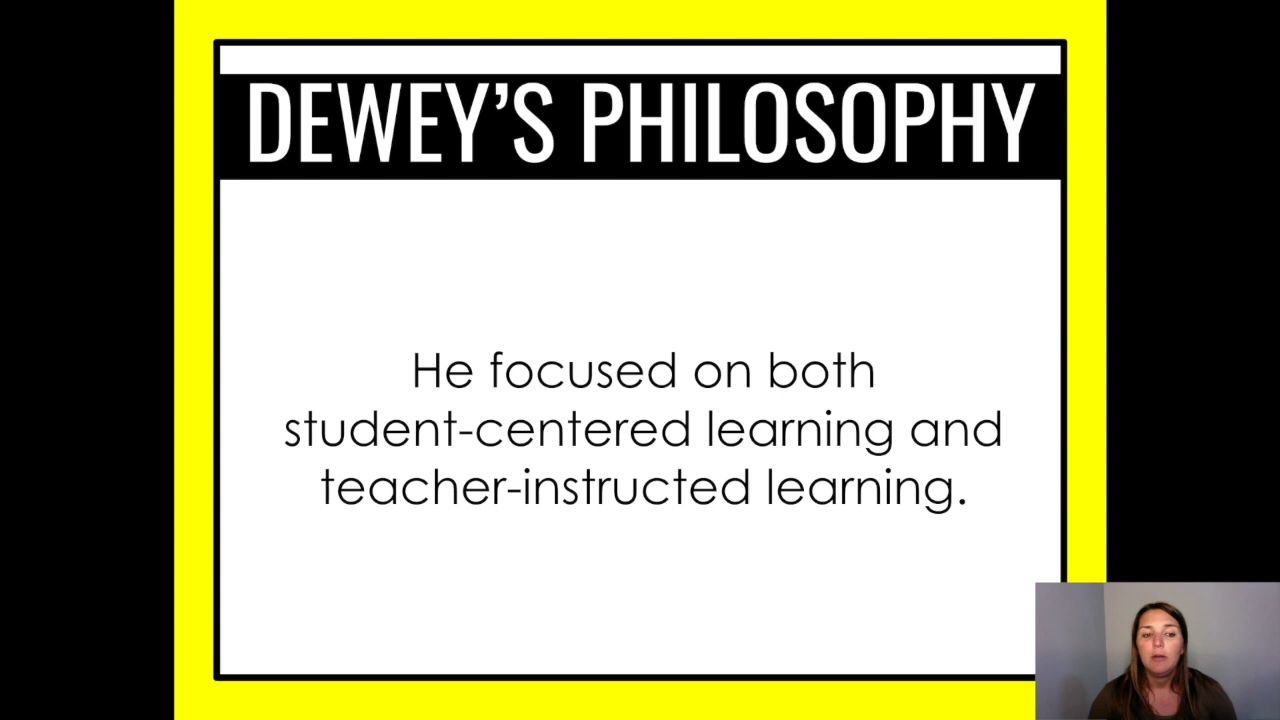 DEWEY’S PHILOSOPHY
He focused on both
student-centered learning and
teacher-instructed learning.